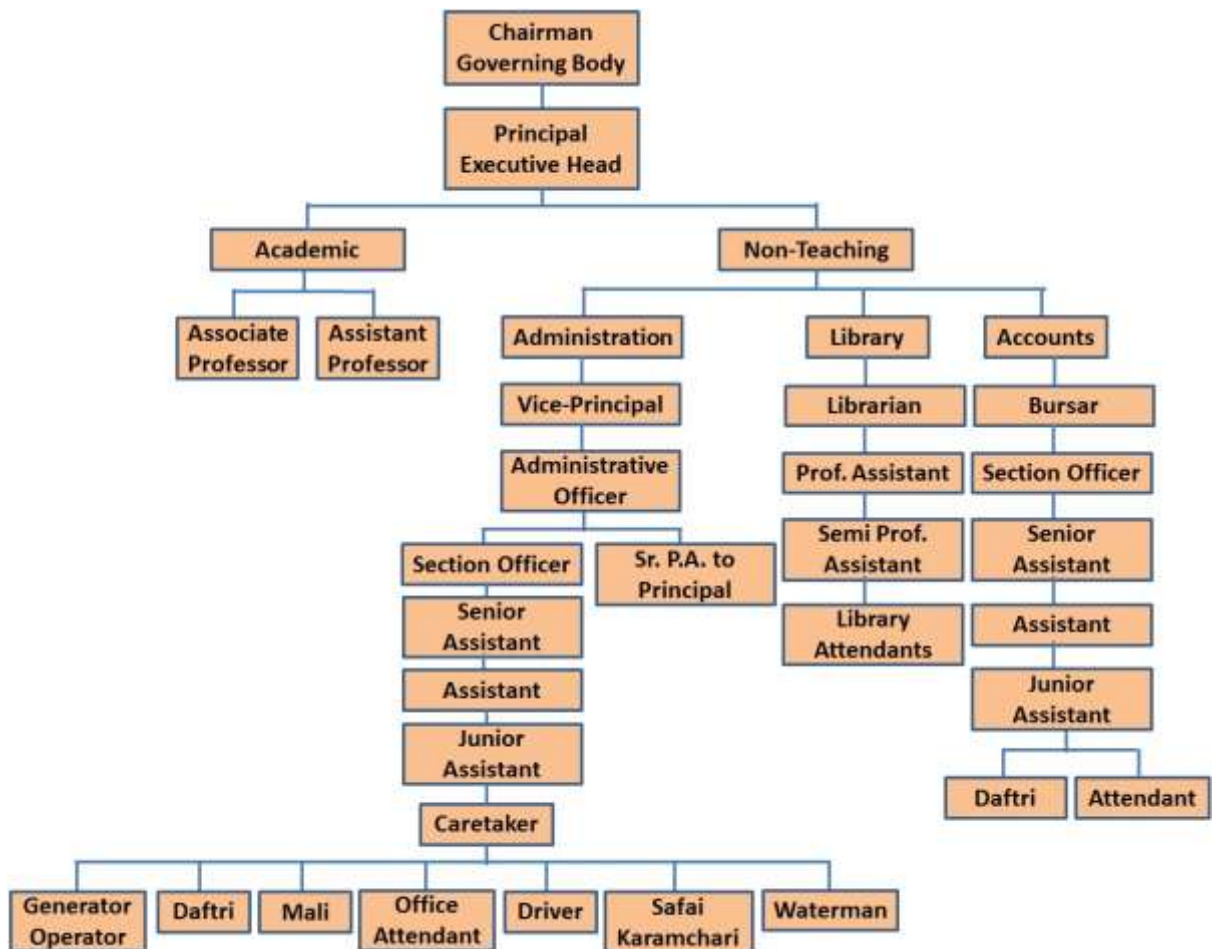 Chairman
Governing Body
Principal
Executive Head
Academic
Non-Teaching
Associate
Professor
Assistant
Professor
Administration
Library
Accounts
Vice-Principal
Librarian
Bursar
Administrative
Officer
Prof. Assistant
Section Officer
Section Officer
Sr. P.A. to
Principal
Semi Prof.
Assistant
Senior
Assistant
Senior
Assistant
Library
Attendants
Assistant
Assistant
Junior
Assistant
Junior
Assistant
Daftri
Attendant
Caretaker
Generator
Operator
Daftri
Mali
Office
Attendant
Driver
Safai
Karamchari
Waterman